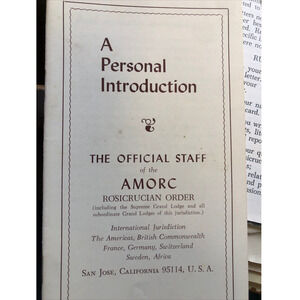 A
Personal
Introduction
THE OFFICIAL STAFF
of the
AMORC
ROSICRUCIAN ORDER
(including the Supreme Grand Lodge and all
subordinate Grand Lodges of this jurisdiction.)
International Jurisdiction
The Americas, British Commonwealth
France, Germany, Switzerland
Sweden, Africa
SAN JOSE, CALIFORNIA 95114, U. S. A.